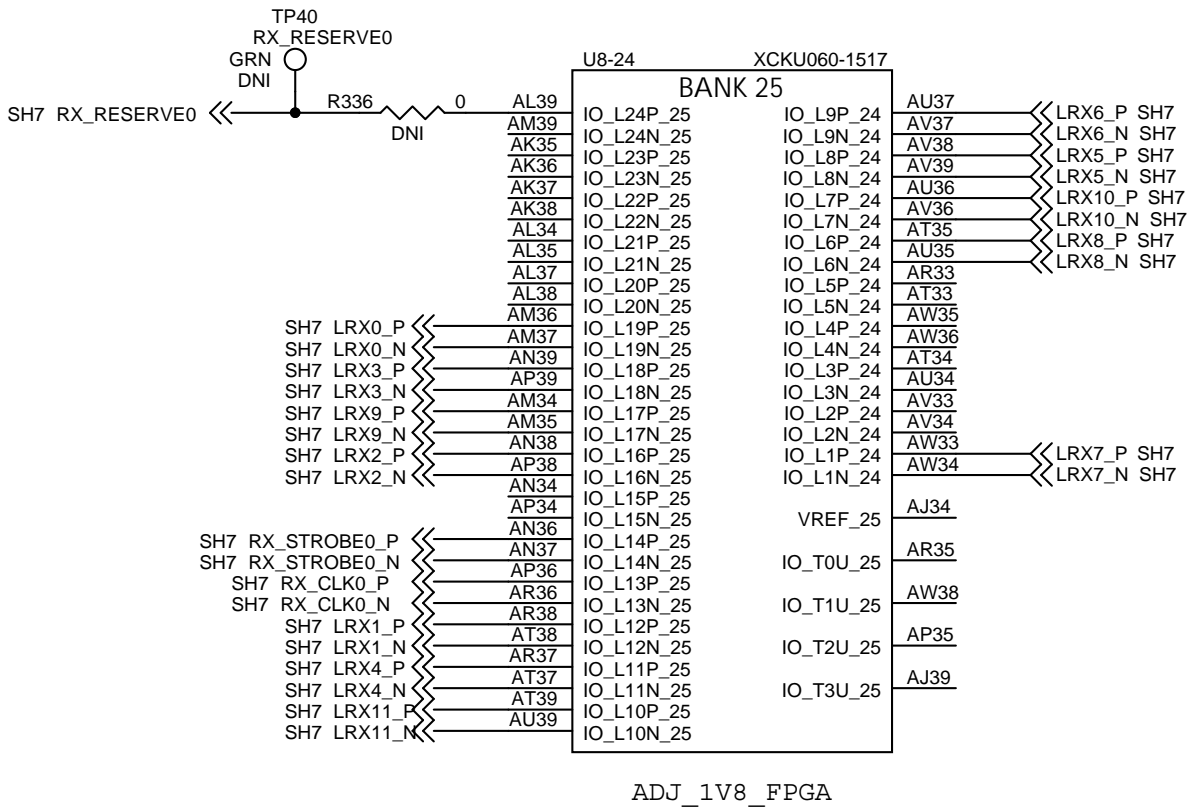 TP40
RX_RESERVE0
GRN
DNI
U8-24 XCKU060-1517
BANK 25
SH7 RX_RESERVE0 R336 0 AL39 IO_L24P_25
DNI
AM39 IO_L24N_25
AK35 IO_L23P_25
AK36 IO_L23N_25
AK37 IO_L22P_25
AK38 IO_L22N_25
AL34 IO_L21P_25
AL35 IO_L21N_25
AL37 IO_L20P_25
AL38 IO_L20N_25
SH7 LRX0_P AM36 IO_L19P_25
SH7 LRX0_N AM37 IO_L19N_25
SH7 LRX3_P AN39 IO_L18P_25
SH7 LRX3_N AP39 IO_L18N_25
SH7 LRX9_P AM34 IO_L17P_25
SH7 LRX9_N AM35 IO_L17N_25
SH7 LRX2_P AN38 IO_L16P_25
SH7 LRX2_N AP38 IO_L16N_25
AN34 IO_L15P_25
AP34 IO_L15N_25
SH7 RX_STROBE0_P AN36 IO_L14P_25
SH7 RX_STROBE0_N AN37 IO_L14N_25
SH7 RX_CLK0_P AP36 IO_L13P_25
SH7 RX_CLK0_N AR36 IO_L13N_25
SH7 LRX1_P AR38 IO_L12P_25
SH7 LRX1_N AT38 IO_L12N_25
SH7 LRX4_P AR37 IO_L11P_25
SH7 LRX4_N AT37 IO_L11N_25
SH7 LRX11_P AT39 IO_L10P_25
SH7 LRX11_N AU39 IO_L10N_25
IO_L9P_24 AU37 LRX6_P SH7
IO_L9N_24 AV37 LRX6_N SH7
IO_L8P_24 AV38 LRX5_P SH7
IO_L8N_24 AV39 LRX5_N SH7
IO_L7P_24 AU36 LRX10_P SH7
IO_L7N_24 AV36 LRX10_N SH7
IO_L6P_24 AT35 LRX8_P SH7
IO_L6N_24 AU35 LRX8_N SH7
IO_L5P_24 AR33
IO_L5N_24 AT33
IO_L4P_24 AW35
IO_L4N_24 AW36
IO_L3P_24 AT34
IO_L3N_24 AU34
IO_L2P_24 AV33
IO_L2N_24 AV34
IO_L1P_24 AW33 LRX7_P SH7
IO_L1N_24 AW34 LRX7_N SH7
VREF_25 AJ34
IO_T0U_25 AR35
IO_T1U_25 AW38
IO_T2U_25 AP35
IO_T3U_25 AJ39
ADJ_1V8_FPGA